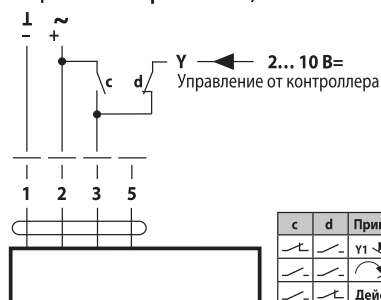 ⊥ ~
− +
c d Y 2... 10 В=
Управление от контроллера
1 2 3 5
c d
Y1